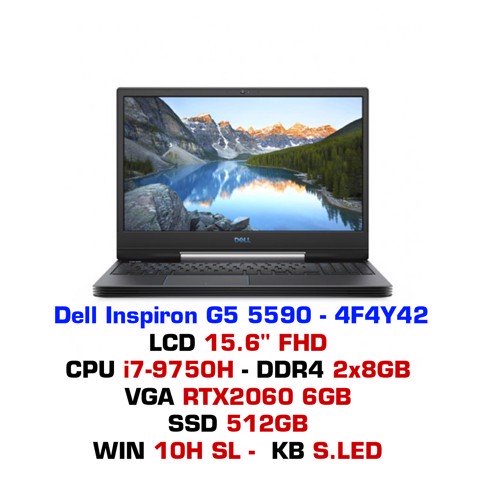 DELL
Dell Inspiron G5 5590 - 4F4Y42
LCD 15.6" FHD
CPU i7-9750H - DDR4 2x8GB
VGA RTX2060 6GB
SSD 512GB
WIN 10H SL - KB S.LED